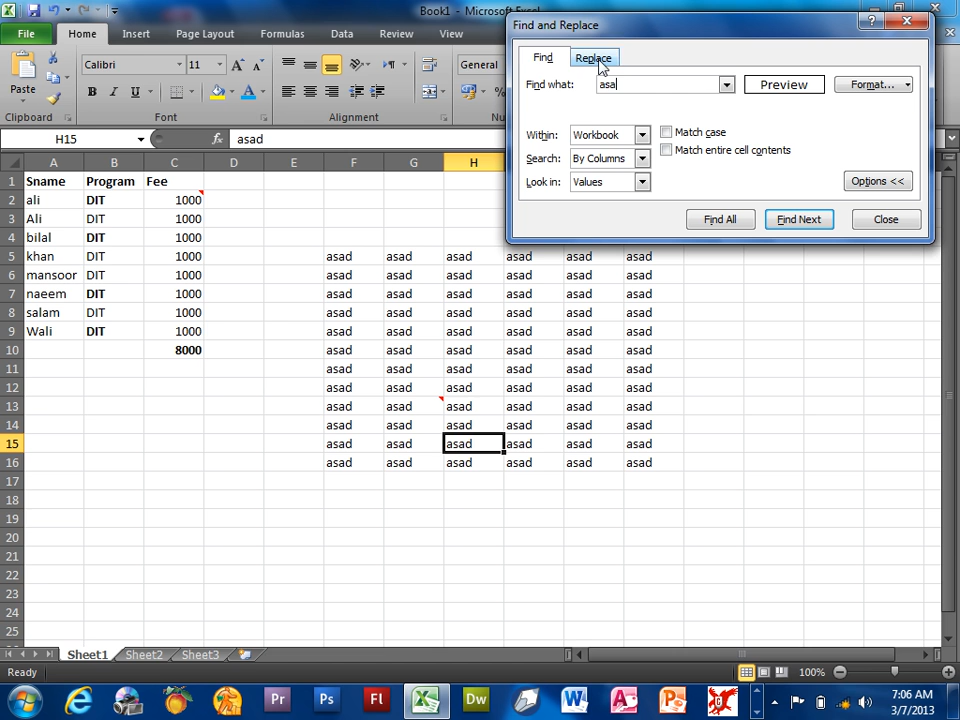 Book1 - Microsoft Excel
Find and Replace
File Home Insert Page Layout Formulas Data Review View
Find Replace
Calibri 11 General
Find what: asa Preview Format...
Paste
B I U A
Clipboard Font Alignment
Within: Workbook Match case
Match entire cell contents
Search: By Columns
H15 fx asad
Look in: Values Options <<
A B C D E F G H
Find All Find Next Close
1 Sname Program Fee
2 ali DIT 1000
3 Ali DIT 1000
4 bilal DIT 1000
5 khan DIT 1000 asad asad asad asad asad asad
6 mansoor DIT 1000 asad asad asad asad asad asad
7 naeem DIT 1000 asad asad asad asad asad asad
8 salam DIT 1000 asad asad asad asad asad asad
9 Wali DIT 1000 asad asad asad asad asad asad
10 8000 asad asad asad asad asad asad
11 asad asad asad asad asad asad
12 asad asad asad asad asad asad
13 asad asad asad asad asad asad
14 asad asad asad asad asad asad
15 asad asad asad asad asad asad
16 asad asad asad asad asad asad
17
18
19
20
21
22
23
24
25
Sheet1 Sheet2 Sheet3
Ready 100%
Pr Ps Fl Dw
7:06 AM
3/7/2013